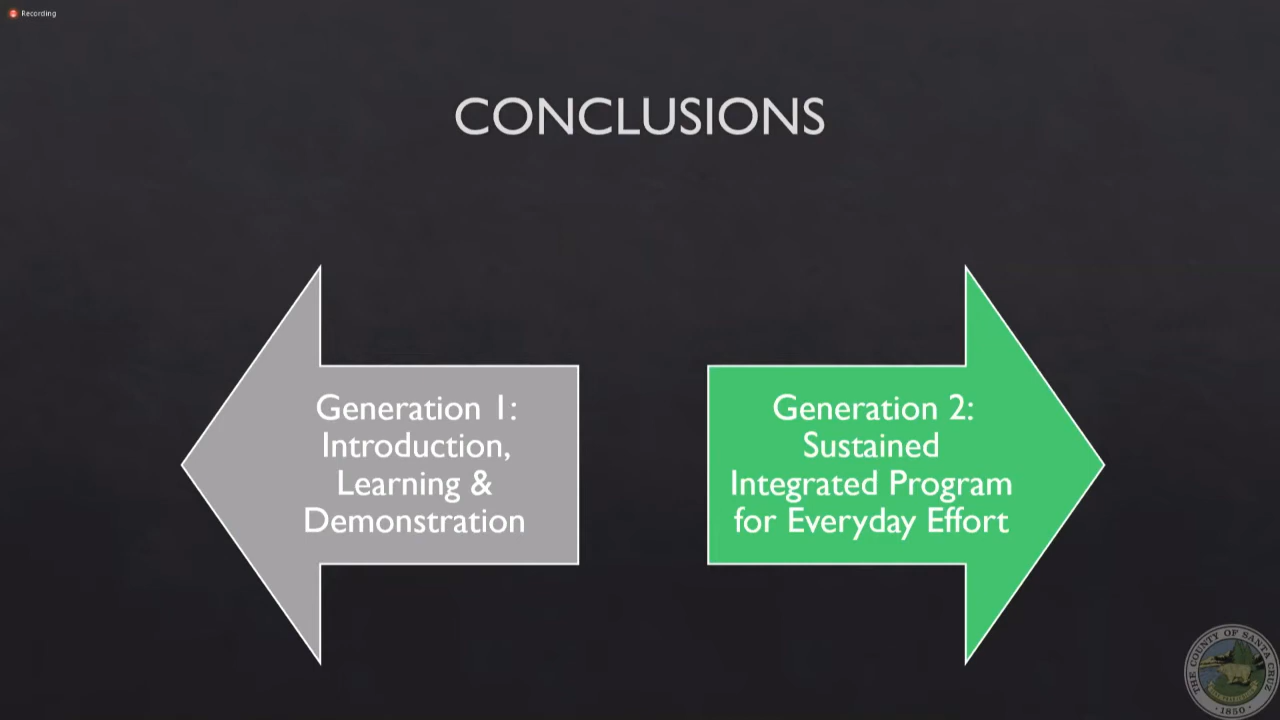 Recording
CONCLUSIONS
Generation 1:
Introduction,
Learning &
Demonstration
Generation 2:
Sustained
Integrated Program
for Everyday Effort
THE COUNTY OF SANTA CRUZ
1850